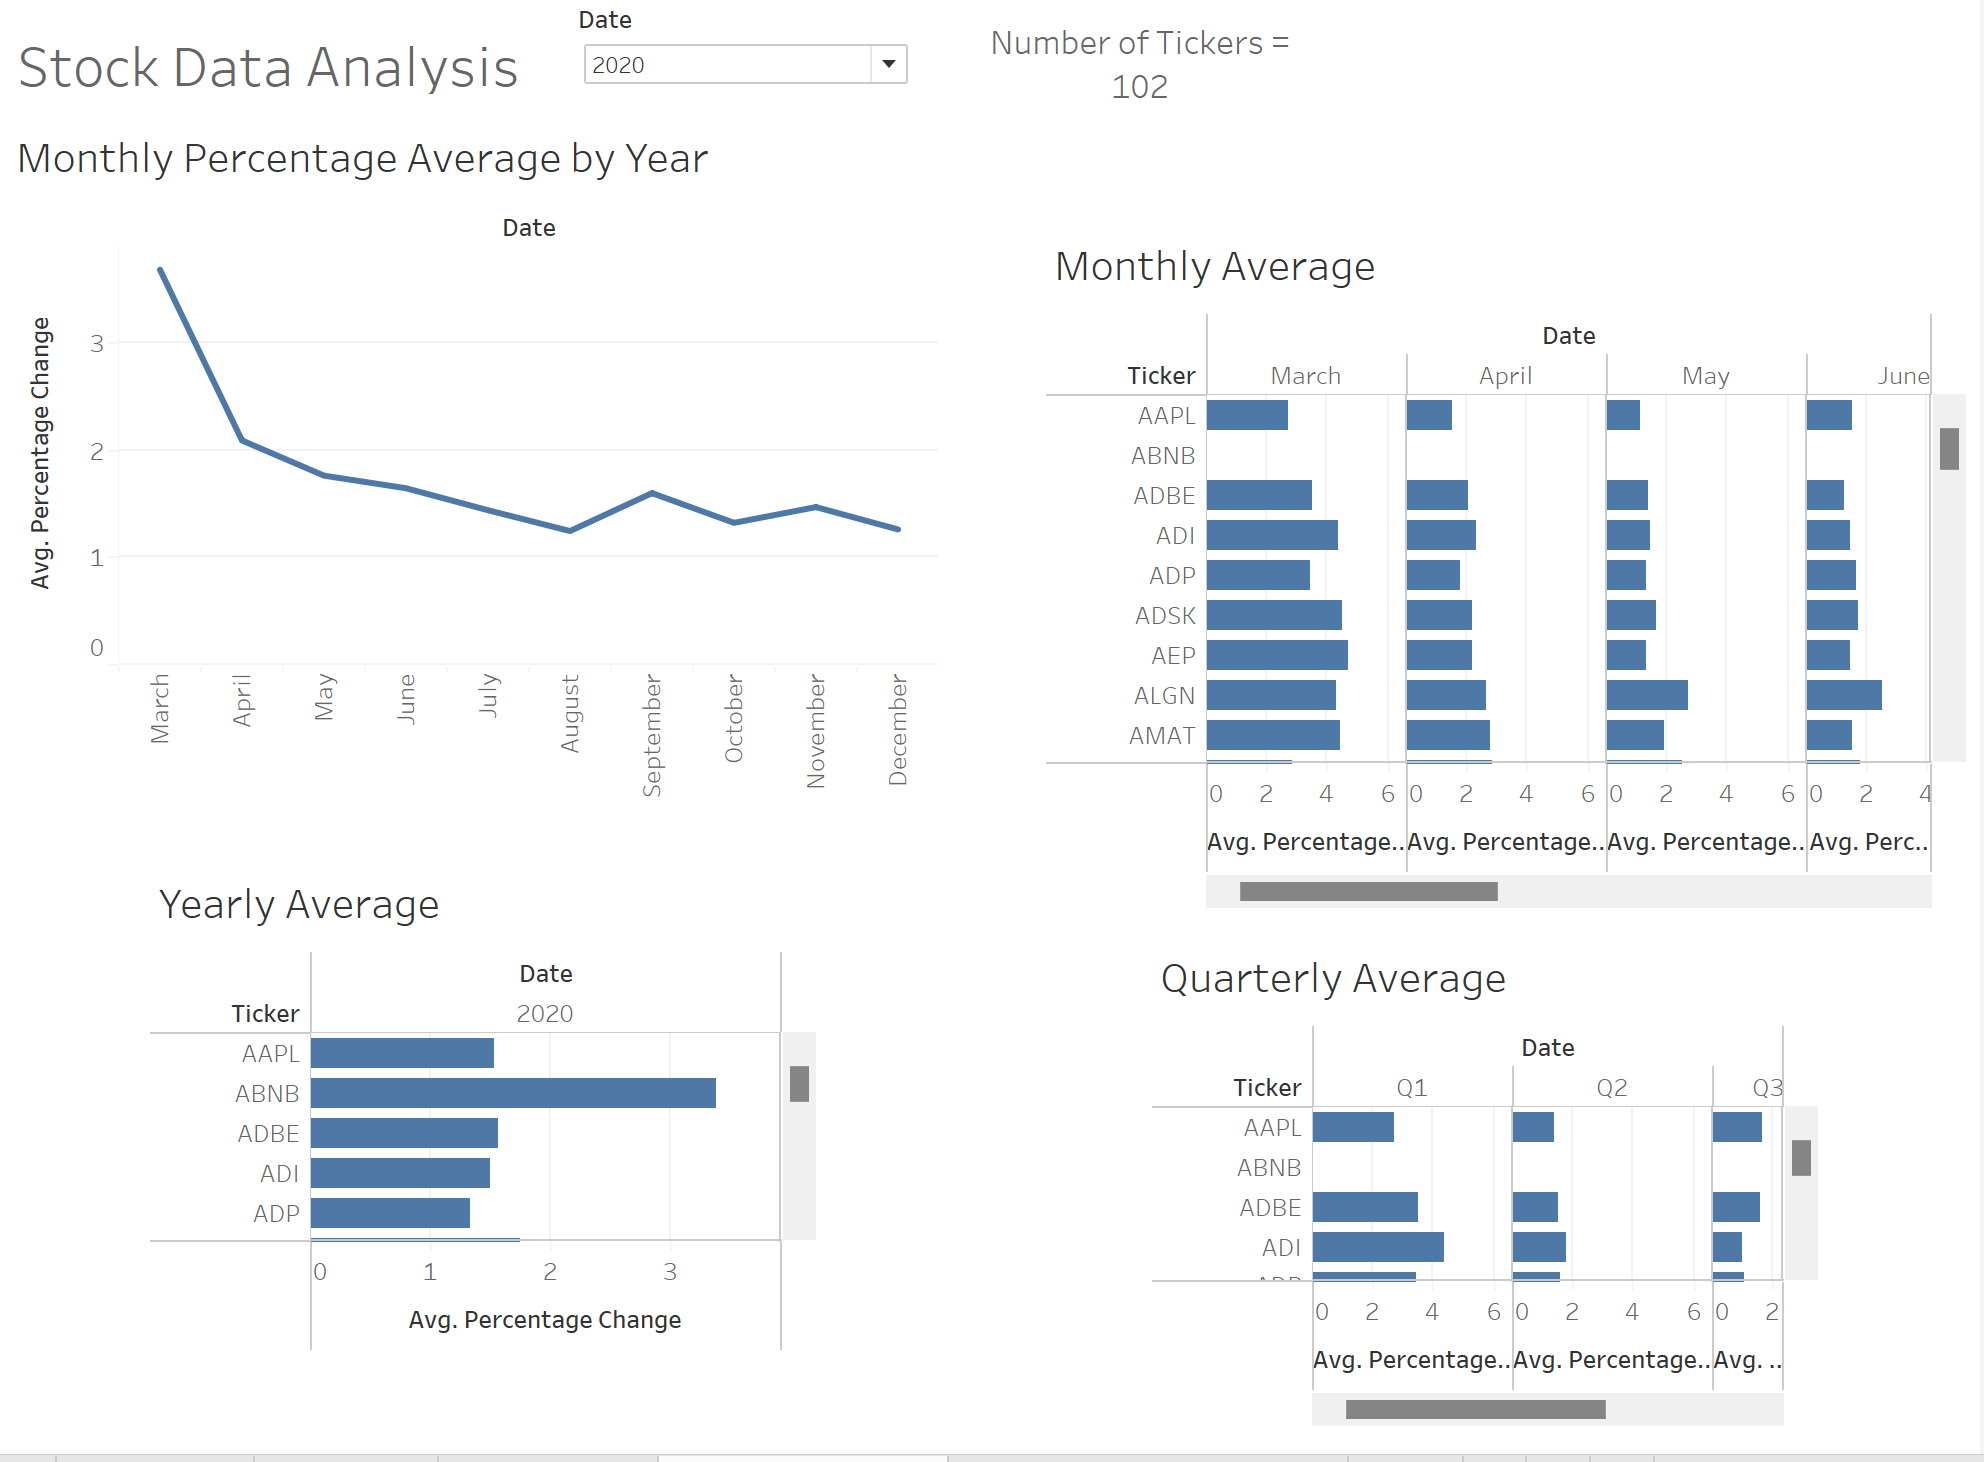 Stock Data Analysis
Date
2020
Number of Tickers =
102
Monthly Percentage Average by Year
Date
Avg. Percentage Change
3
2
1
0
March
April
May
June
July
August
September
October
November
December
Monthly Average
Date
Ticker March April May June
AAPL
ABNB
ADBE
ADI
ADP
ADSK
AEP
ALGN
AMAT
0 2 4 6 0 2 4 6 0 2 4 6 0 2 4
Avg. Percentage.. Avg. Percentage.. Avg. Percentage.. Avg. Perc..
Yearly Average
Date
Ticker 2020
AAPL
ABNB
ADBE
ADI
ADP
0 1 2 3
Avg. Percentage Change
Quarterly Average
Date
Ticker Q1 Q2 Q3
AAPL
ABNB
ADBE
ADI
0 2 4 6 0 2 4 6 0 2
Avg. Percentage.. Avg. Percentage.. Avg. ..